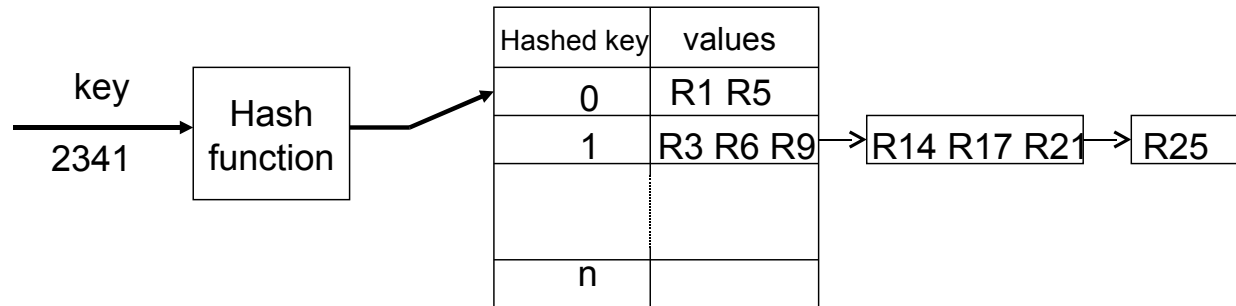 Hashed key values
key
2341
Hash
function
0 R1 R5
1 R3 R6 R9 R14 R17 R21 R25
n